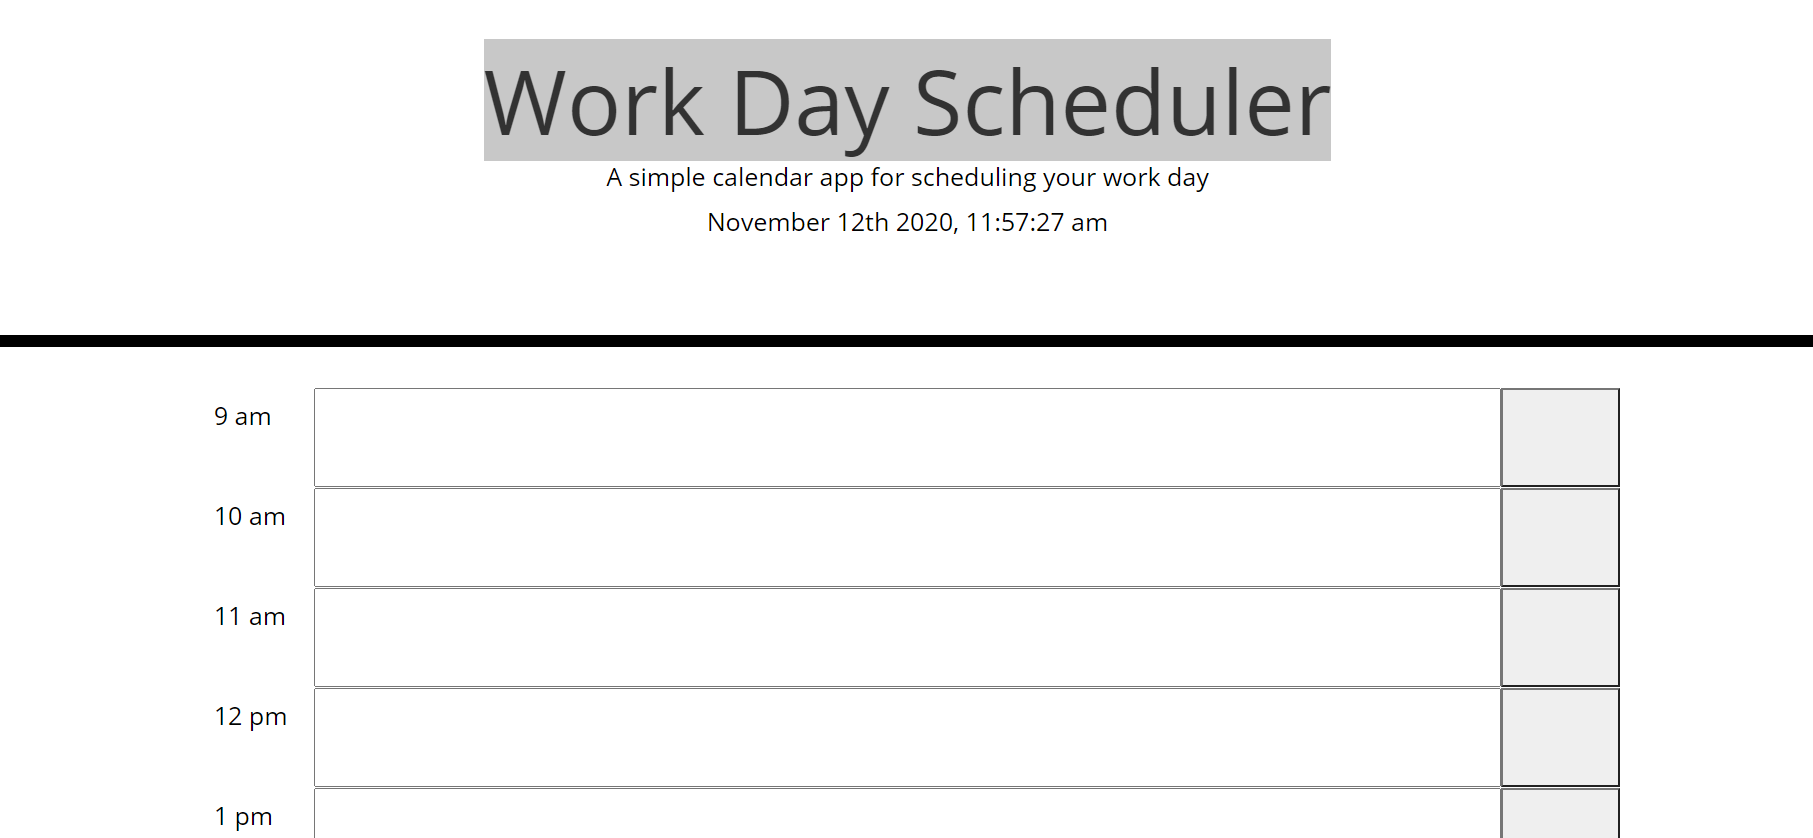 Work Day Scheduler
A simple calendar app for scheduling your work day
November 12th 2020, 11:57:27 am
9 am
10 am
11 am
12 pm
1 pm